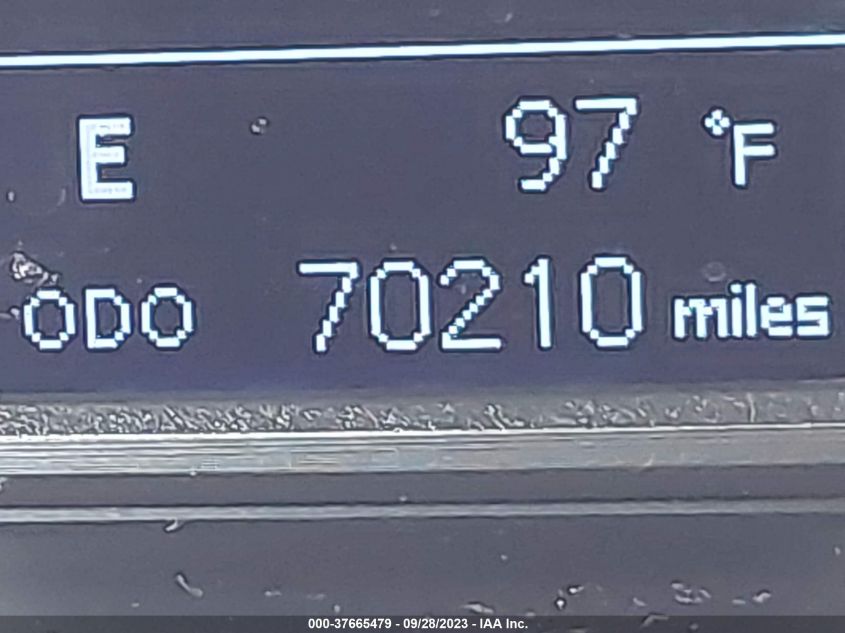 E 97 °F
ODO 70210 miles
000-37665479 - 09/28/2023 - IAA Inc.